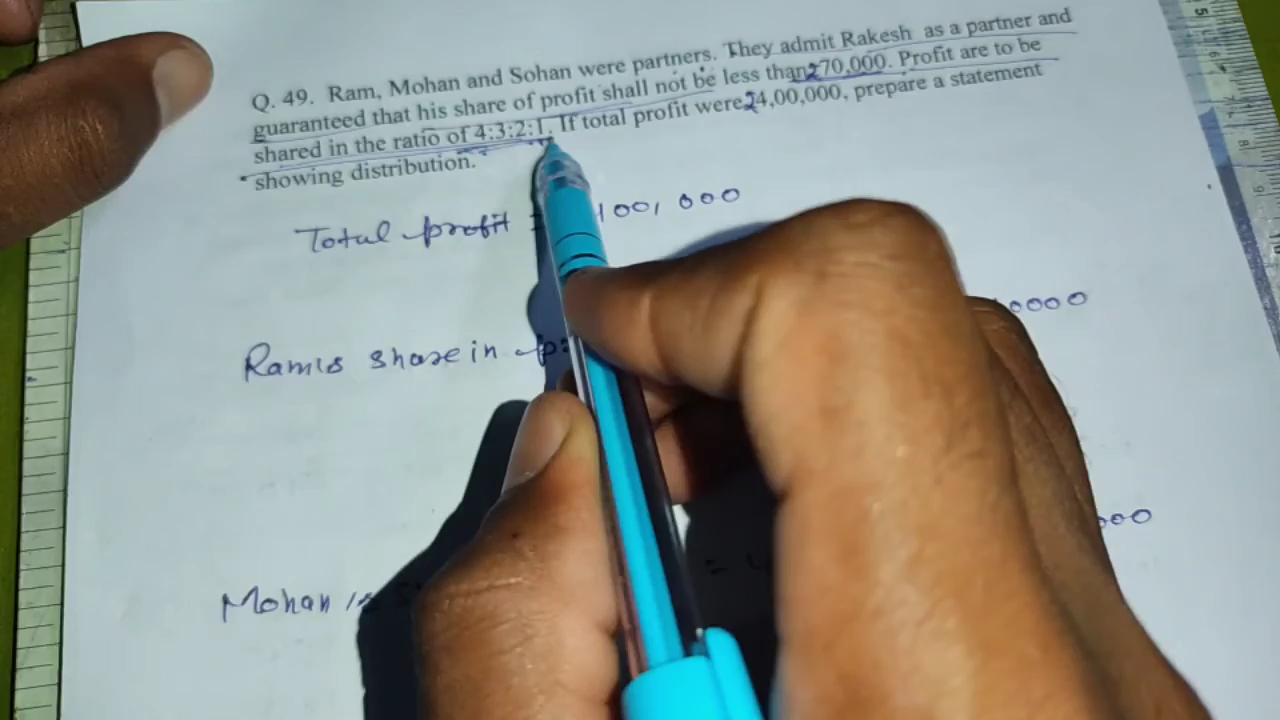 Q. 49. Ram, Mohan and Sohan were partners. They admit Rakesh as a partner and
guaranteed that his share of profit shall not be less than ₹70,000. Profit are to be
shared in the ratio of 4:3:2:1. If total profit were ₹4,00,000, prepare a statement
showing distribution.
Total profit = 100,000
Ram's share in 0000
Mohan 000